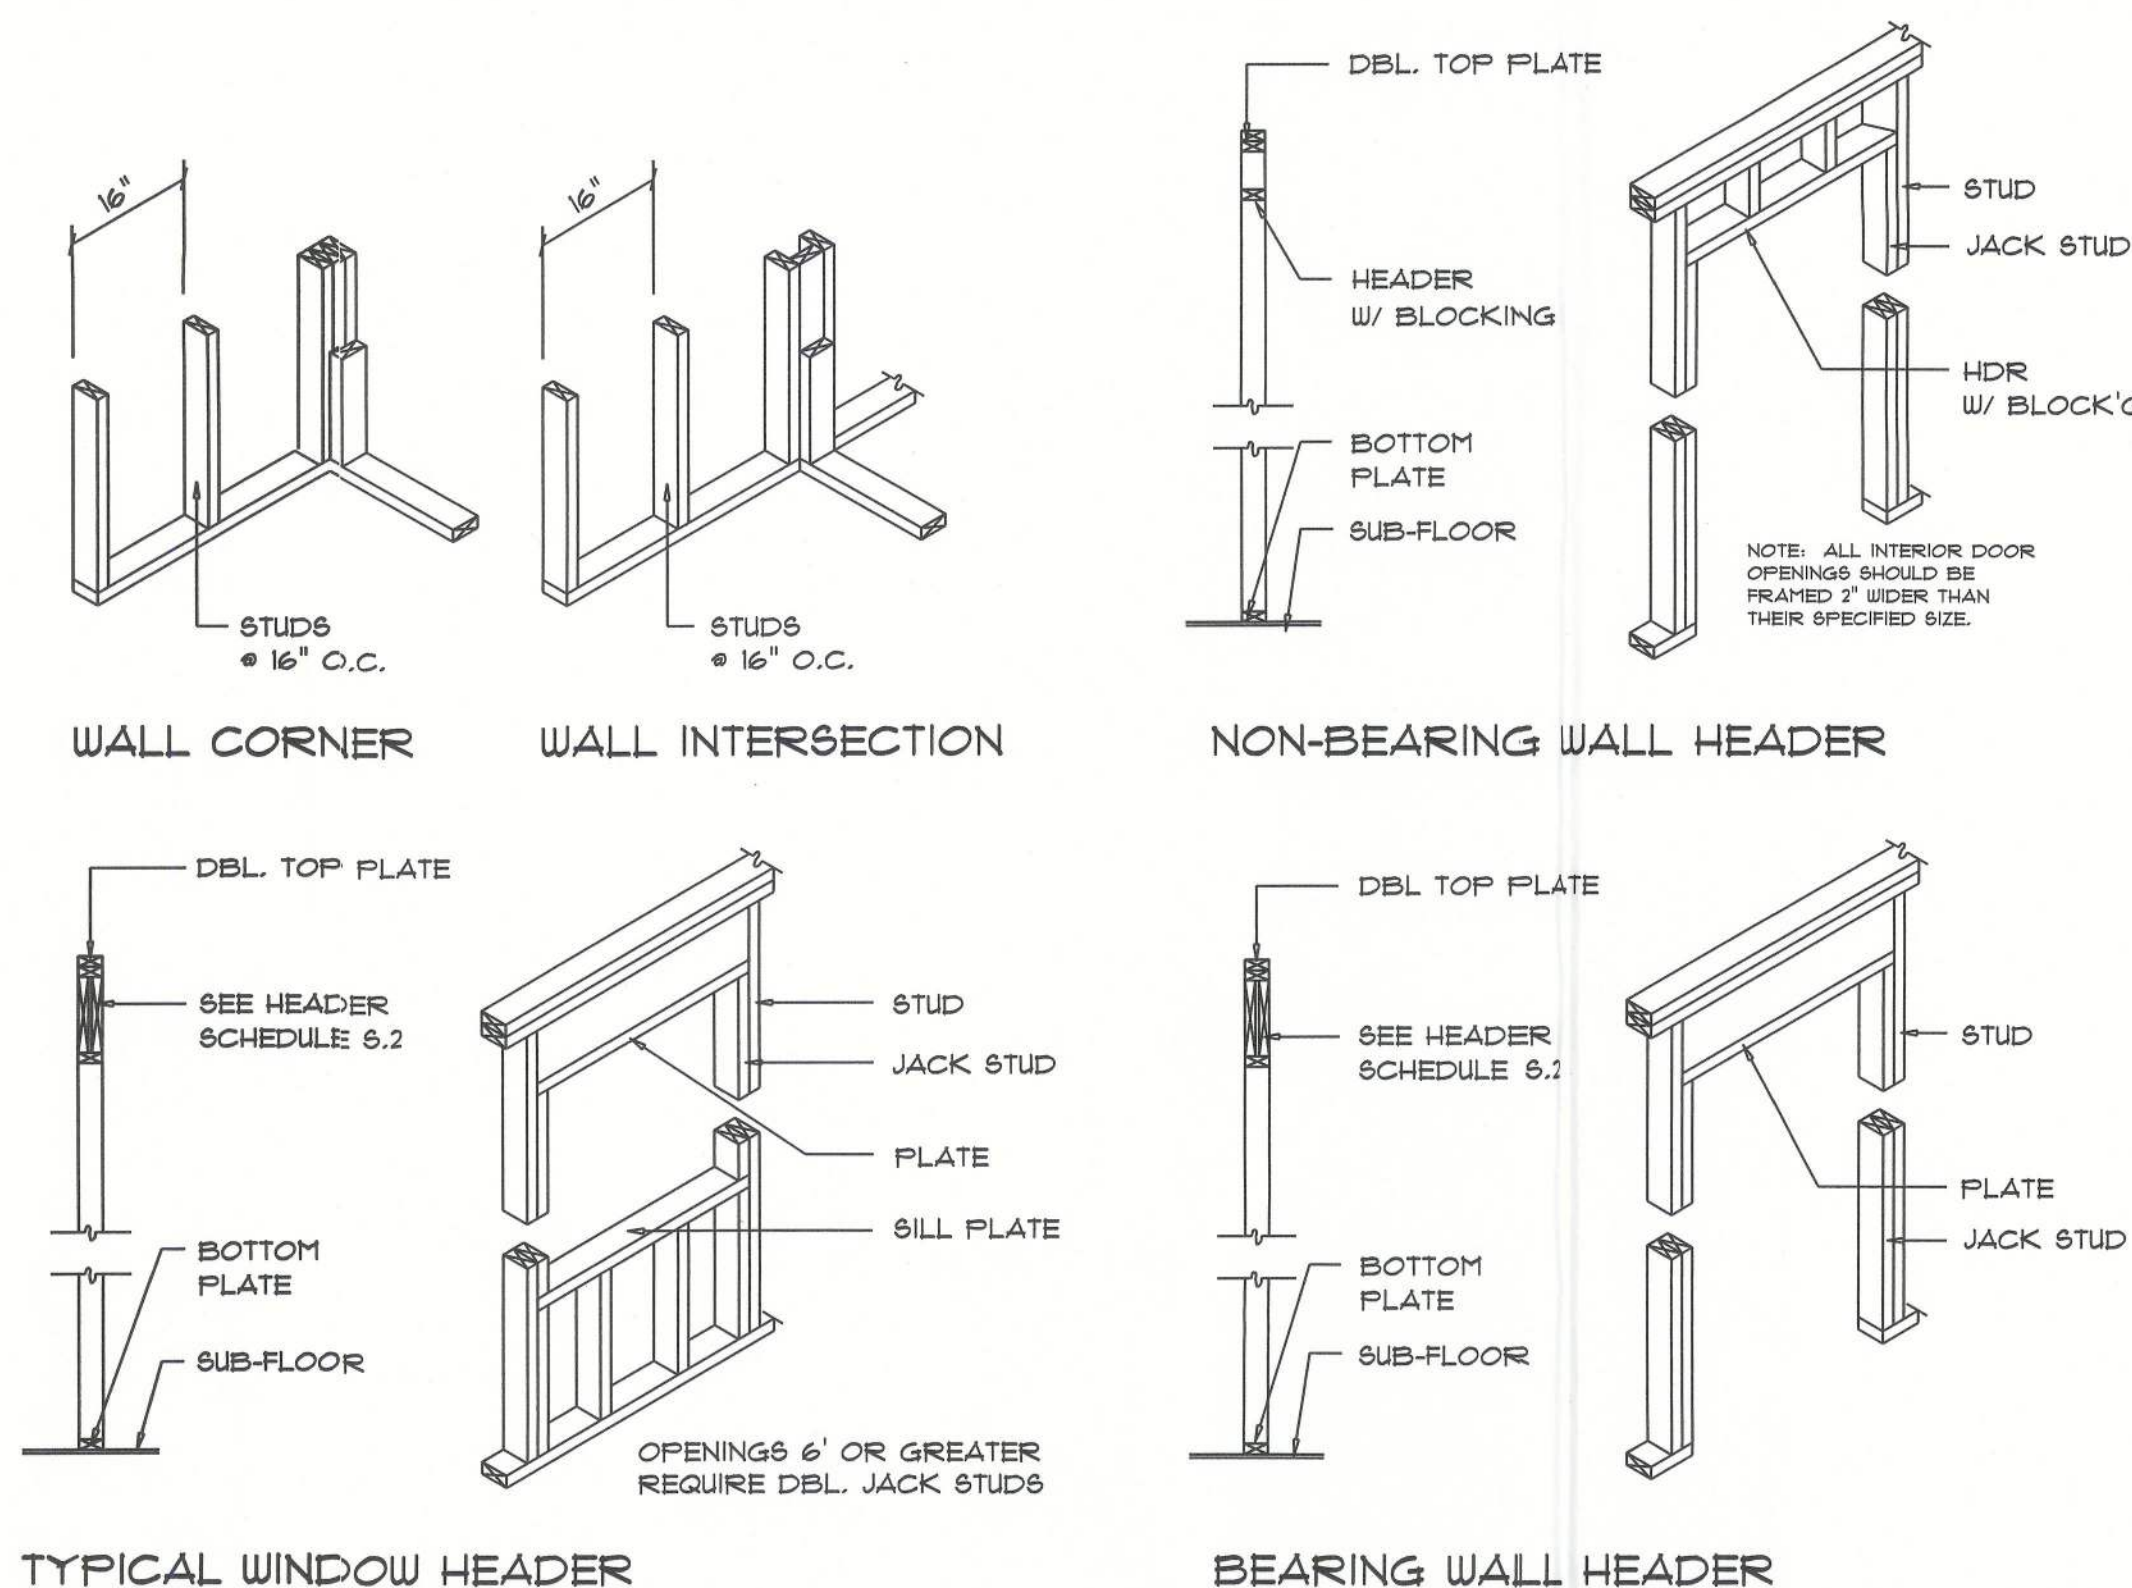 16"
STUDS
@ 16" O.C.
WALL CORNER
16"
STUDS
@ 16" O.C.
WALL INTERSECTION
DBL. TOP PLATE
HEADER
W/ BLOCKING
BOTTOM
PLATE
SUB-FLOOR
STUD
JACK STUD
HDR
W/ BLOCK'G
NOTE: ALL INTERIOR DOOR
OPENINGS SHOULD BE
FRAMED 2" WIDER THAN
THEIR SPECIFIED SIZE.
NON-BEARING WALL HEADER
DBL. TOP PLATE
SEE HEADER
SCHEDULE S.2
BOTTOM
PLATE
SUB-FLOOR
STUD
JACK STUD
PLATE
SILL PLATE
OPENINGS 6' OR GREATER
REQUIRE DBL. JACK STUDS
TYPICAL WINDOW HEADER
DBL TOP PLATE
SEE HEADER
SCHEDULE S.2
BOTTOM
PLATE
SUB-FLOOR
STUD
PLATE
JACK STUD
BEARING WALL HEADER